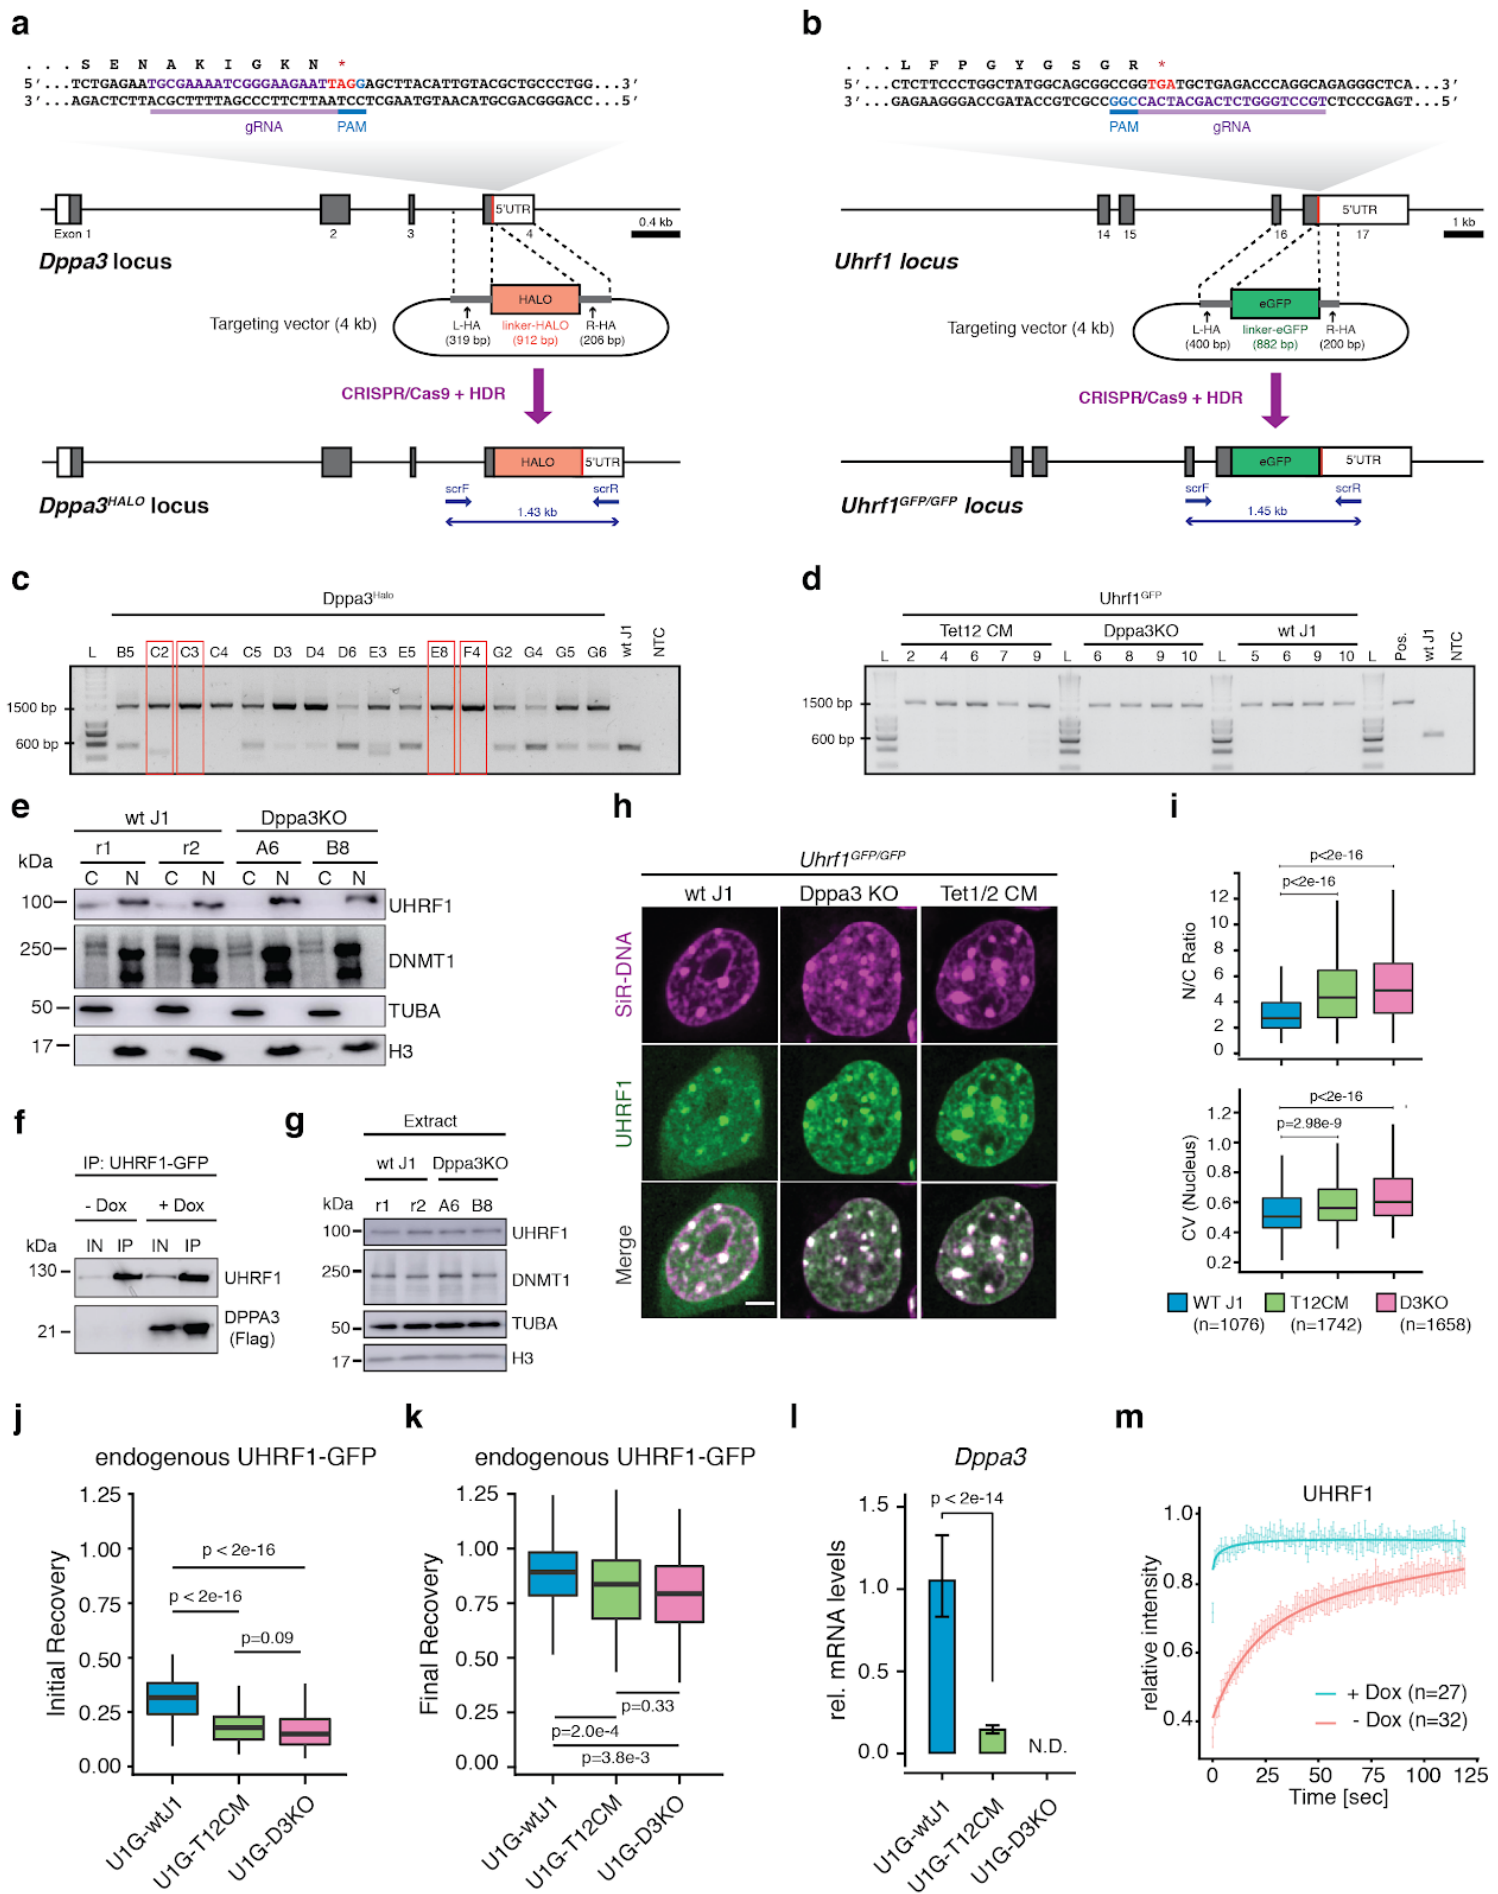 a
. . . S E N A K I G K N *
5′...TCTGAGAATGCGAAAATCGGGAAGAATTAGGAGCTTACATTGTACGCTGCCCTGG...3′
3′...AGACTCTTACGCTTTTAGCCCTTCTTAATCCTCGAATGTAACATGCGACGGGACC...5′
gRNA PAM
5'UTR
0.4 kb
Exon 1 2 3 4
Dppa3 locus
HALO
Targeting vector (4 kb)
L-HA linker-HALO R-HA
(319 bp) (912 bp) (206 bp)
CRISPR/Cas9 + HDR
HALO 5'UTR
scrF scrR
Dppa3HALO locus
1.43 kb
b
. . . L F P G Y G S G R *
5′...CTCTTCCCTGGCTATGGCAGCGGCCGGTGATGCTGAGACCCAGGCAGAGGGCTCA...3′
3′...GAGAAGGGACCGATACCGTCGCCGGCCACTACGACTCTGGGTCCGTCTCCCGAGT...5′
PAM gRNA
5'UTR
1 kb
14 15 16 17
Uhrf1 locus
eGFP
Targeting vector (4 kb)
L-HA linker-eGFP R-HA
(400 bp) (882 bp) (200 bp)
CRISPR/Cas9 + HDR
eGFP 5'UTR
scrF scrR
Uhrf1GFP/GFP locus
1.45 kb
c
Dppa3Halo
L B5 C2 C3 C4 C5 D3 D4 D6 E3 E5 E8 F4 G2 G4 G5 G6 wt J1 NTC
1500 bp
600 bp
d
Uhrf1GFP
Tet12 CM Dppa3KO wt J1
L 2 4 6 7 9 L 6 8 9 10 L 5 6 9 10 L Pos. wt J1 NTC
1500 bp
600 bp
e
wt J1 Dppa3KO
r1 r2 A6 B8
kDa
C N C N C N C N
100 UHRF1
250 DNMT1
50 TUBA
17 H3
f
IP: UHRF1-GFP
- Dox + Dox
kDa IN IP IN IP
130 UHRF1
21 DPPA3
(Flag)
g
Extract
wt J1 Dppa3KO
kDa r1 r2 A6 B8
100 UHRF1
250 DNMT1
50 TUBA
17 H3
h
Uhrf1GFP/GFP
wt J1 Dppa3 KO Tet1/2 CM
SiR-DNA
UHRF1
Merge
i
p<2e-16
p<2e-16
N/C Ratio
12
10
8
6
4
2
0
p<2e-16
p=2.98e-9
CV (Nucleus)
1.2
1.0
0.8
0.6
0.4
0.2
WT J1 T12CM D3KO
(n=1076) (n=1742) (n=1658)
j
endogenous UHRF1-GFP
Initial Recovery
1.25
1.00
0.75
0.50
0.25
0.00
p < 2e-16
p < 2e-16
p=0.09
U1G-wtJ1
U1G-T12CM
U1G-D3KO
k
endogenous UHRF1-GFP
Final Recovery
1.25
1.00
0.75
0.50
0.25
0.00
p=0.33
p=2.0e-4
p=3.8e-3
U1G-wtJ1
U1G-T12CM
U1G-D3KO
l
Dppa3
rel. mRNA levels
p < 2e-14
1.5
1.0
0.5
0.0
N.D.
U1G-wtJ1
U1G-T12CM
U1G-D3KO
m
UHRF1
relative intensity
1.0
0.8
0.6
0.4
+ Dox (n=27)
- Dox (n=32)
0 25 50 75 100 125
Time [sec]